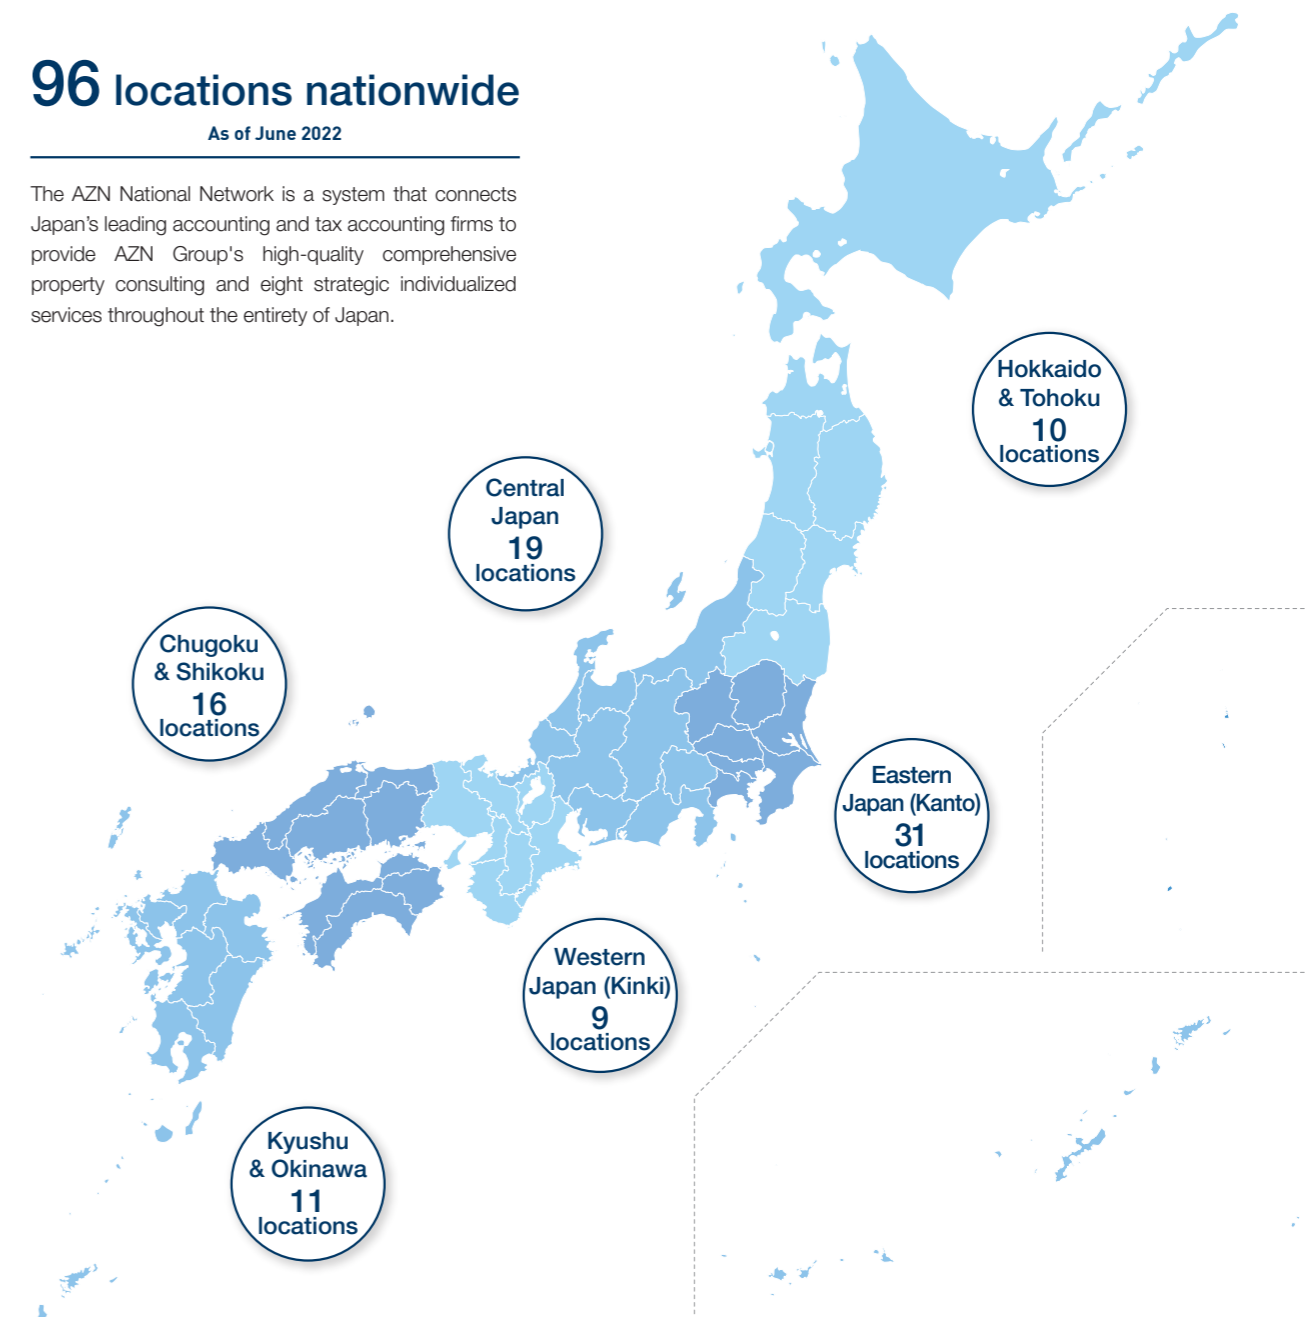 96 locations nationwide
As of June 2022
The AZN National Network is a system that connects
Japan’s leading accounting and tax accounting firms to
provide AZN Group's high-quality comprehensive
property consulting and eight strategic individualized
services throughout the entirety of Japan.
Hokkaido
& Tohoku
10
locations
Central
Japan
19
locations
Chugoku
& Shikoku
16
locations
Eastern
Japan (Kanto)
31
locations
Western
Japan (Kinki)
9
locations
Kyushu
& Okinawa
11
locations